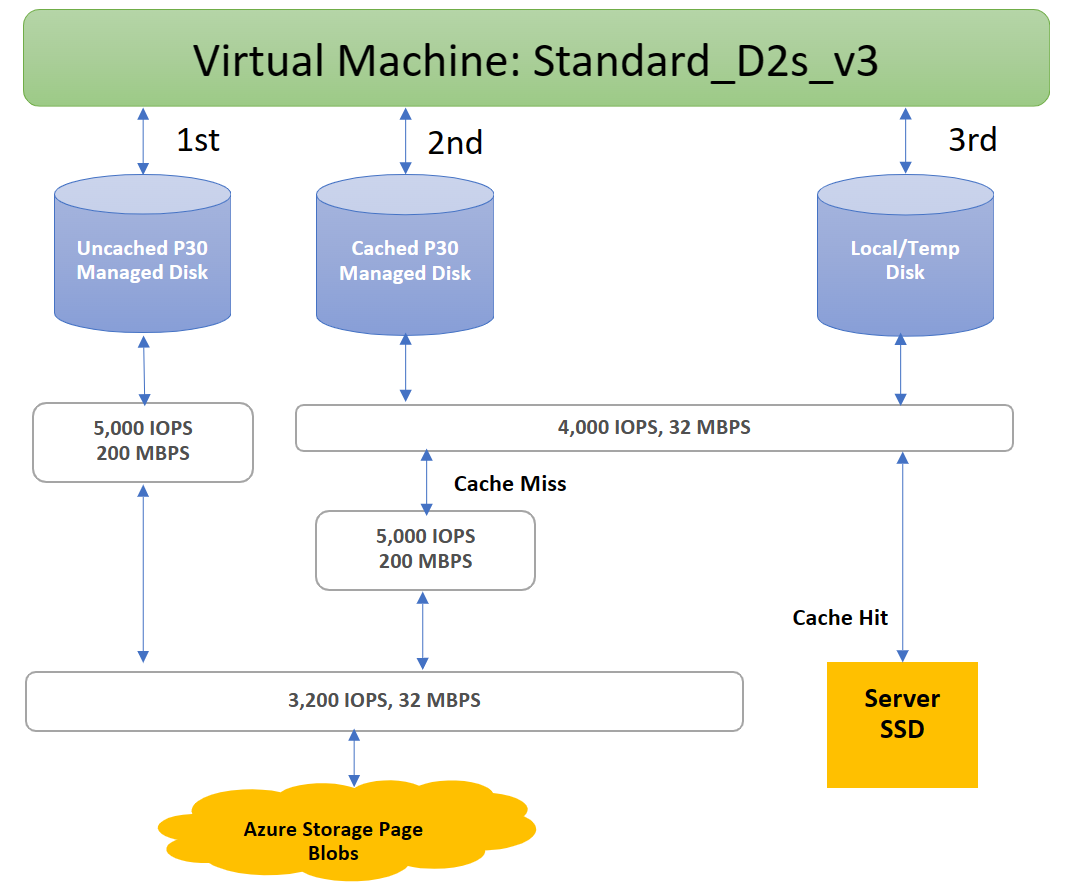 Virtual Machine: Standard_D2s_v3
1st
2nd
3rd
Uncached P30
Managed Disk
Cached P30
Managed Disk
Local/Temp
Disk
5,000 IOPS
200 MBPS
4,000 IOPS, 32 MBPS
Cache Miss
5,000 IOPS
200 MBPS
Cache Hit
3,200 IOPS, 32 MBPS
Server
SSD
Azure Storage Page
Blobs